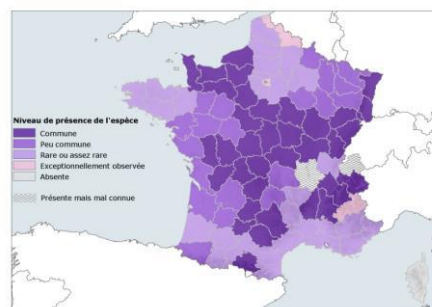 Niveau de présence de l'espèce
Commune
Peu commune
Rare ou assez rare
Exceptionnellement observée
Absente
Présente mais mal connue